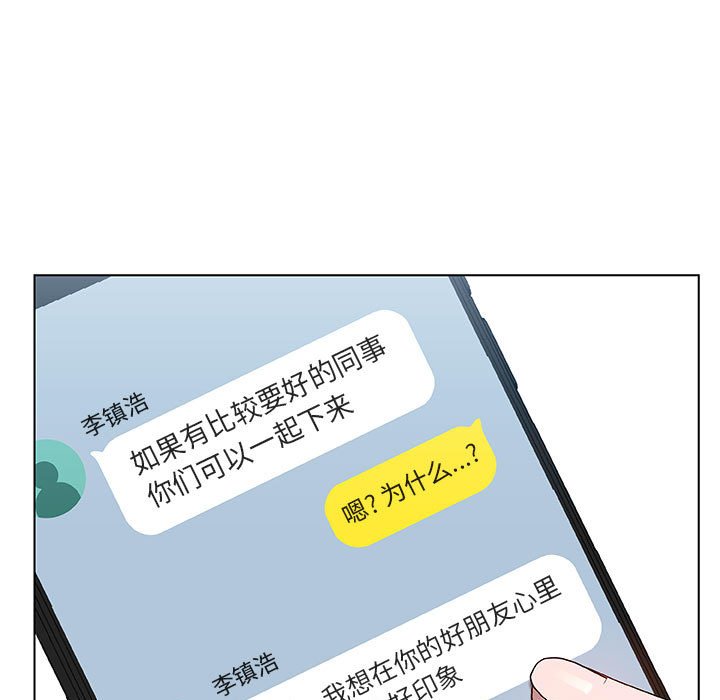 李镇浩
如果有比较要好的同事
你们可以一起下来
嗯？为什么...？
李镇浩
我想在你的好朋友心里
好印象